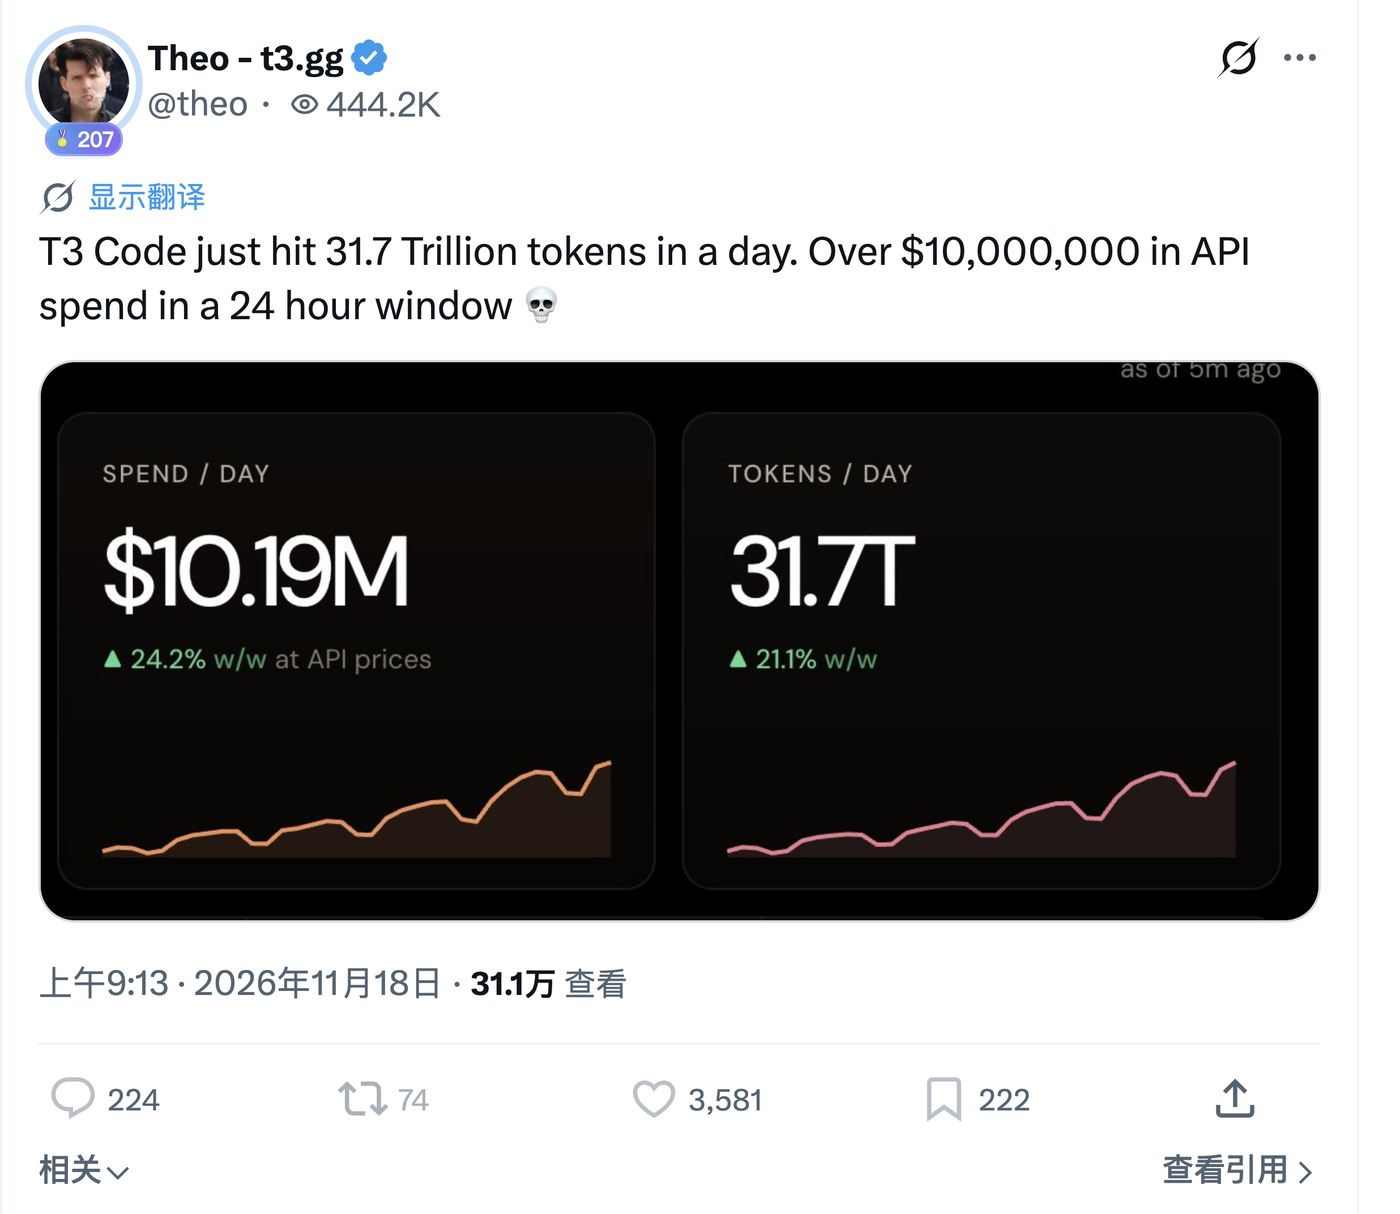 Theo - t3.gg
@theo · 444.2K
207
显示翻译
T3 Code just hit 31.7 Trillion tokens in a day. Over $10,000,000 in API
spend in a 24 hour window 💀
as of 5m ago
SPEND / DAY
$10.19M
▲ 24.2% w/w at API prices
TOKENS / DAY
31.7T
▲ 21.1% w/w
上午9:13 · 2026年11月18日 · 31.1万 查看
224
74
3,581
222
相关
查看引用